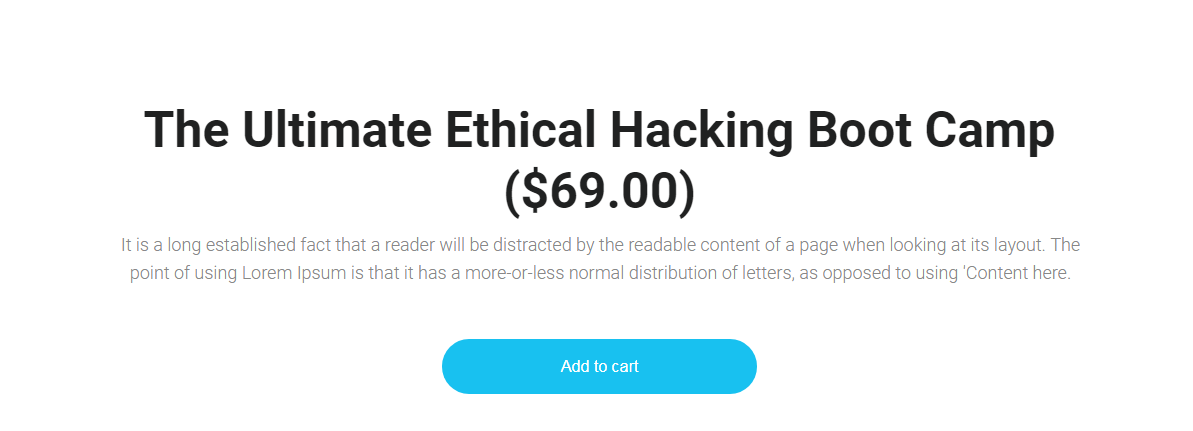 The Ultimate Ethical Hacking Boot Camp
($69.00)
It is a long established fact that a reader will be distracted by the readable content of a page when looking at its layout. The
point of using Lorem Ipsum is that it has a more-or-less normal distribution of letters, as opposed to using 'Content here.
Add to cart